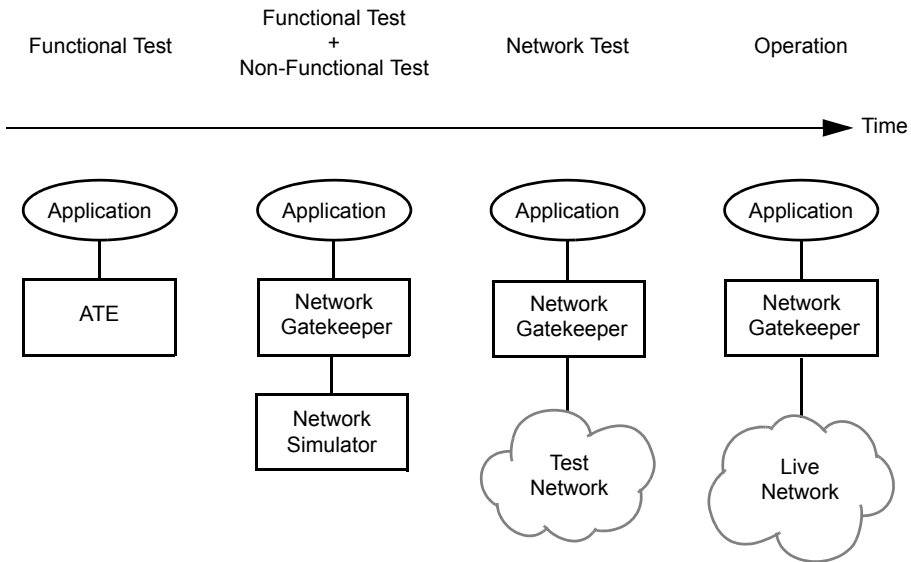 Functional Test
Functional Test
+
Non-Functional Test
Network Test
Operation
Time
Application
Application
Application
Application
ATE
Network
Gatekeeper
Network
Gatekeeper
Network
Gatekeeper
Network
Simulator
Test
Network
Live
Network